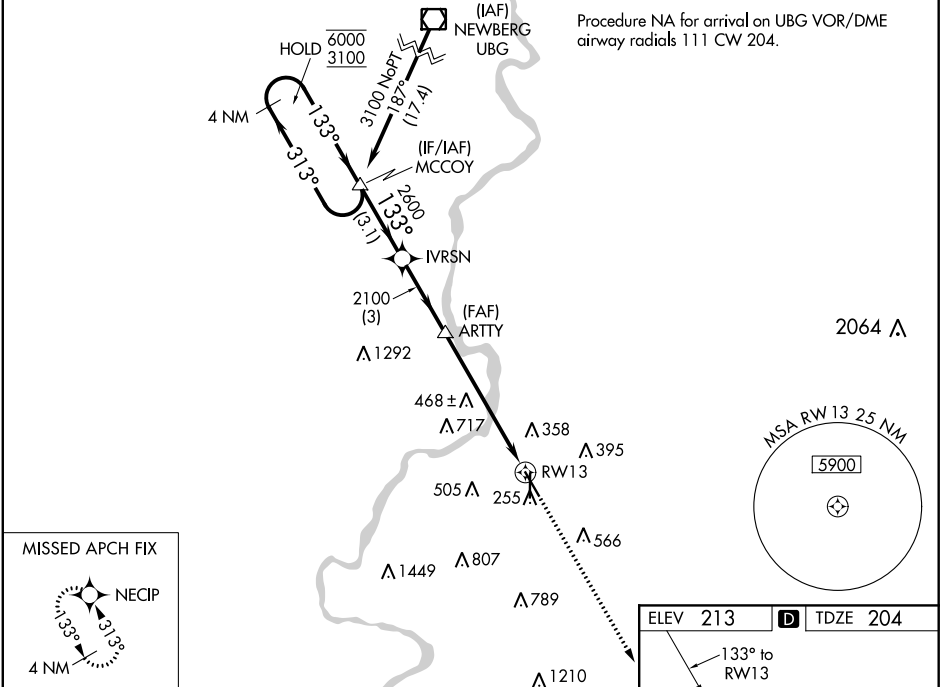 (IAF)
NEWBERG
UBG
Procedure NA for arrival on UBG VOR/DME
airway radials 111 CW 204.
HOLD
6000
3100
3100 NoPT
187°
(17.4)
4 NM
133°
313°
(IF/IAF)
MCCOY
2600
133°
(3.1)
IVRSN
2100
(3)
(FAF)
ARTTY
2064
1292
468 ±
717
358
395
MSA RW 13 25 NM
5900
RW13
505
255
566
MISSED APCH FIX
NECIP
133°
313°
4 NM
1449
807
789
1210
ELEV 213 D TDZE 204
133° to
RW13